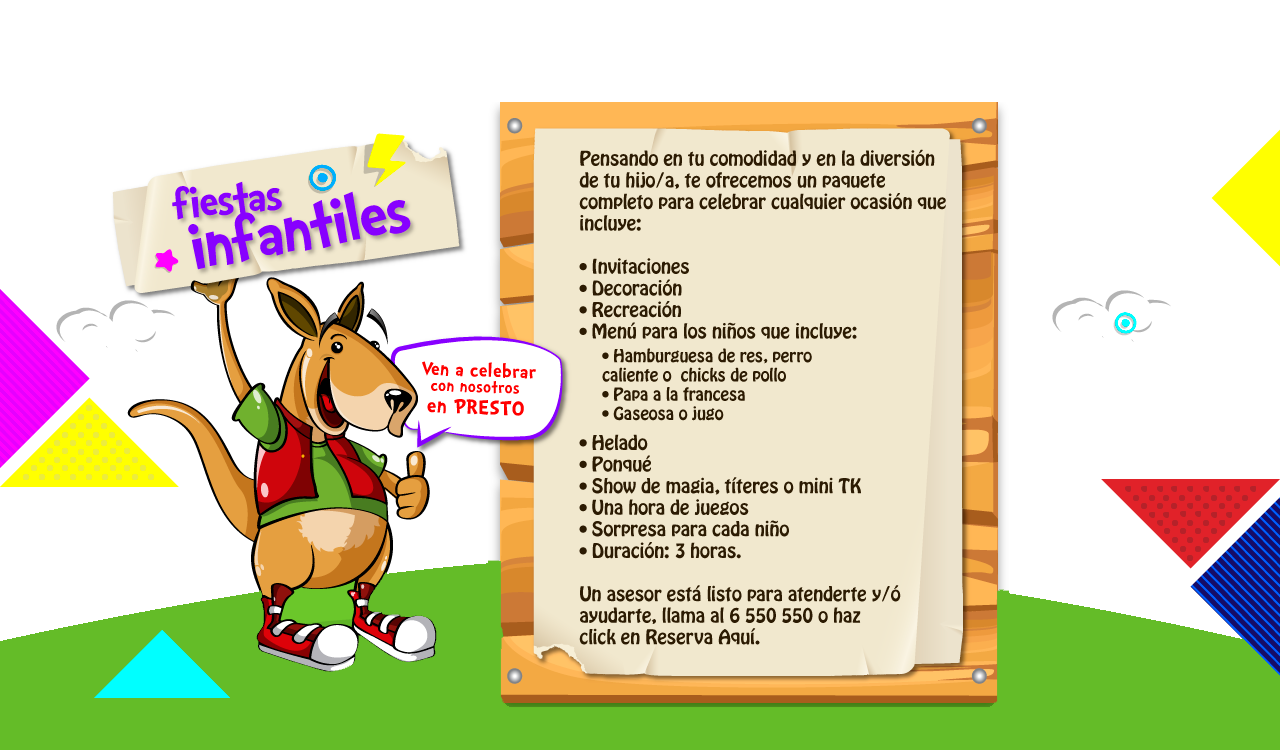 fiestas
infantiles
Ven a celebrar
con nosotros
en PRESTO
Pensando en tu comodidad y en la diversión
de tu hijo/a, te ofrecemos un paquete
completo para celebrar cualquier ocasión que
incluye:
• Invitaciones
• Decoración
• Recreación
• Menú para los niños que incluye:
• Hamburguesa de res, perro
caliente o chicks de pollo
• Papa a la francesa
• Gaseosa o jugo
• Helado
• Ponqué
• Show de magia, títeres o mini TK
• Una hora de juegos
• Sorpresa para cada niño
• Duración: 3 horas.
Un asesor está listo para atenderte y/ó
ayudarte, llama al 6 550 550 o haz
click en Reserva Aquí.